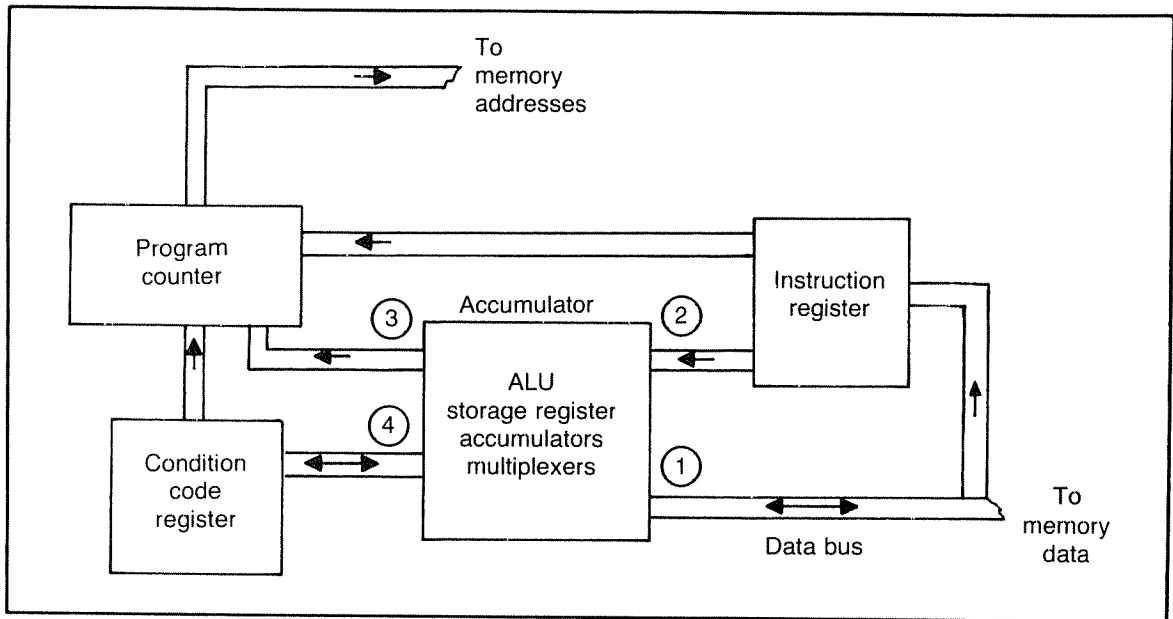 To
memory
addresses
Program
counter
Instruction
register
Accumulator
3
2
ALU
storage register
accumulators
multiplexers
4
1
Condition
code
register
Data bus
To
memory
data